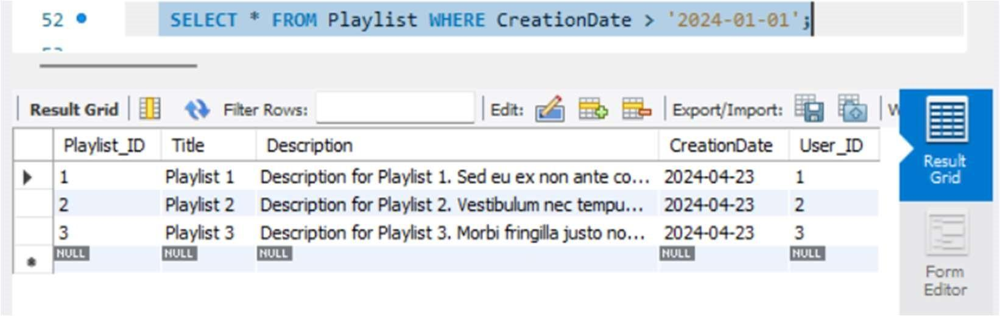 52 SELECT * FROM Playlist WHERE CreationDate > '2024-01-01';
Result Grid Filter Rows: Edit: Export/Import:
Playlist_ID Title Description CreationDate User_ID
1 Playlist 1 Description for Playlist 1. Sed eu ex non ante co... 2024-04-23 1
2 Playlist 2 Description for Playlist 2. Vestibulum nec tempu... 2024-04-23 2
3 Playlist 3 Description for Playlist 3. Morbi fringilla justo no... 2024-04-23 3
NULL NULL NULL NULL NULL
Result
Grid
Form
Editor